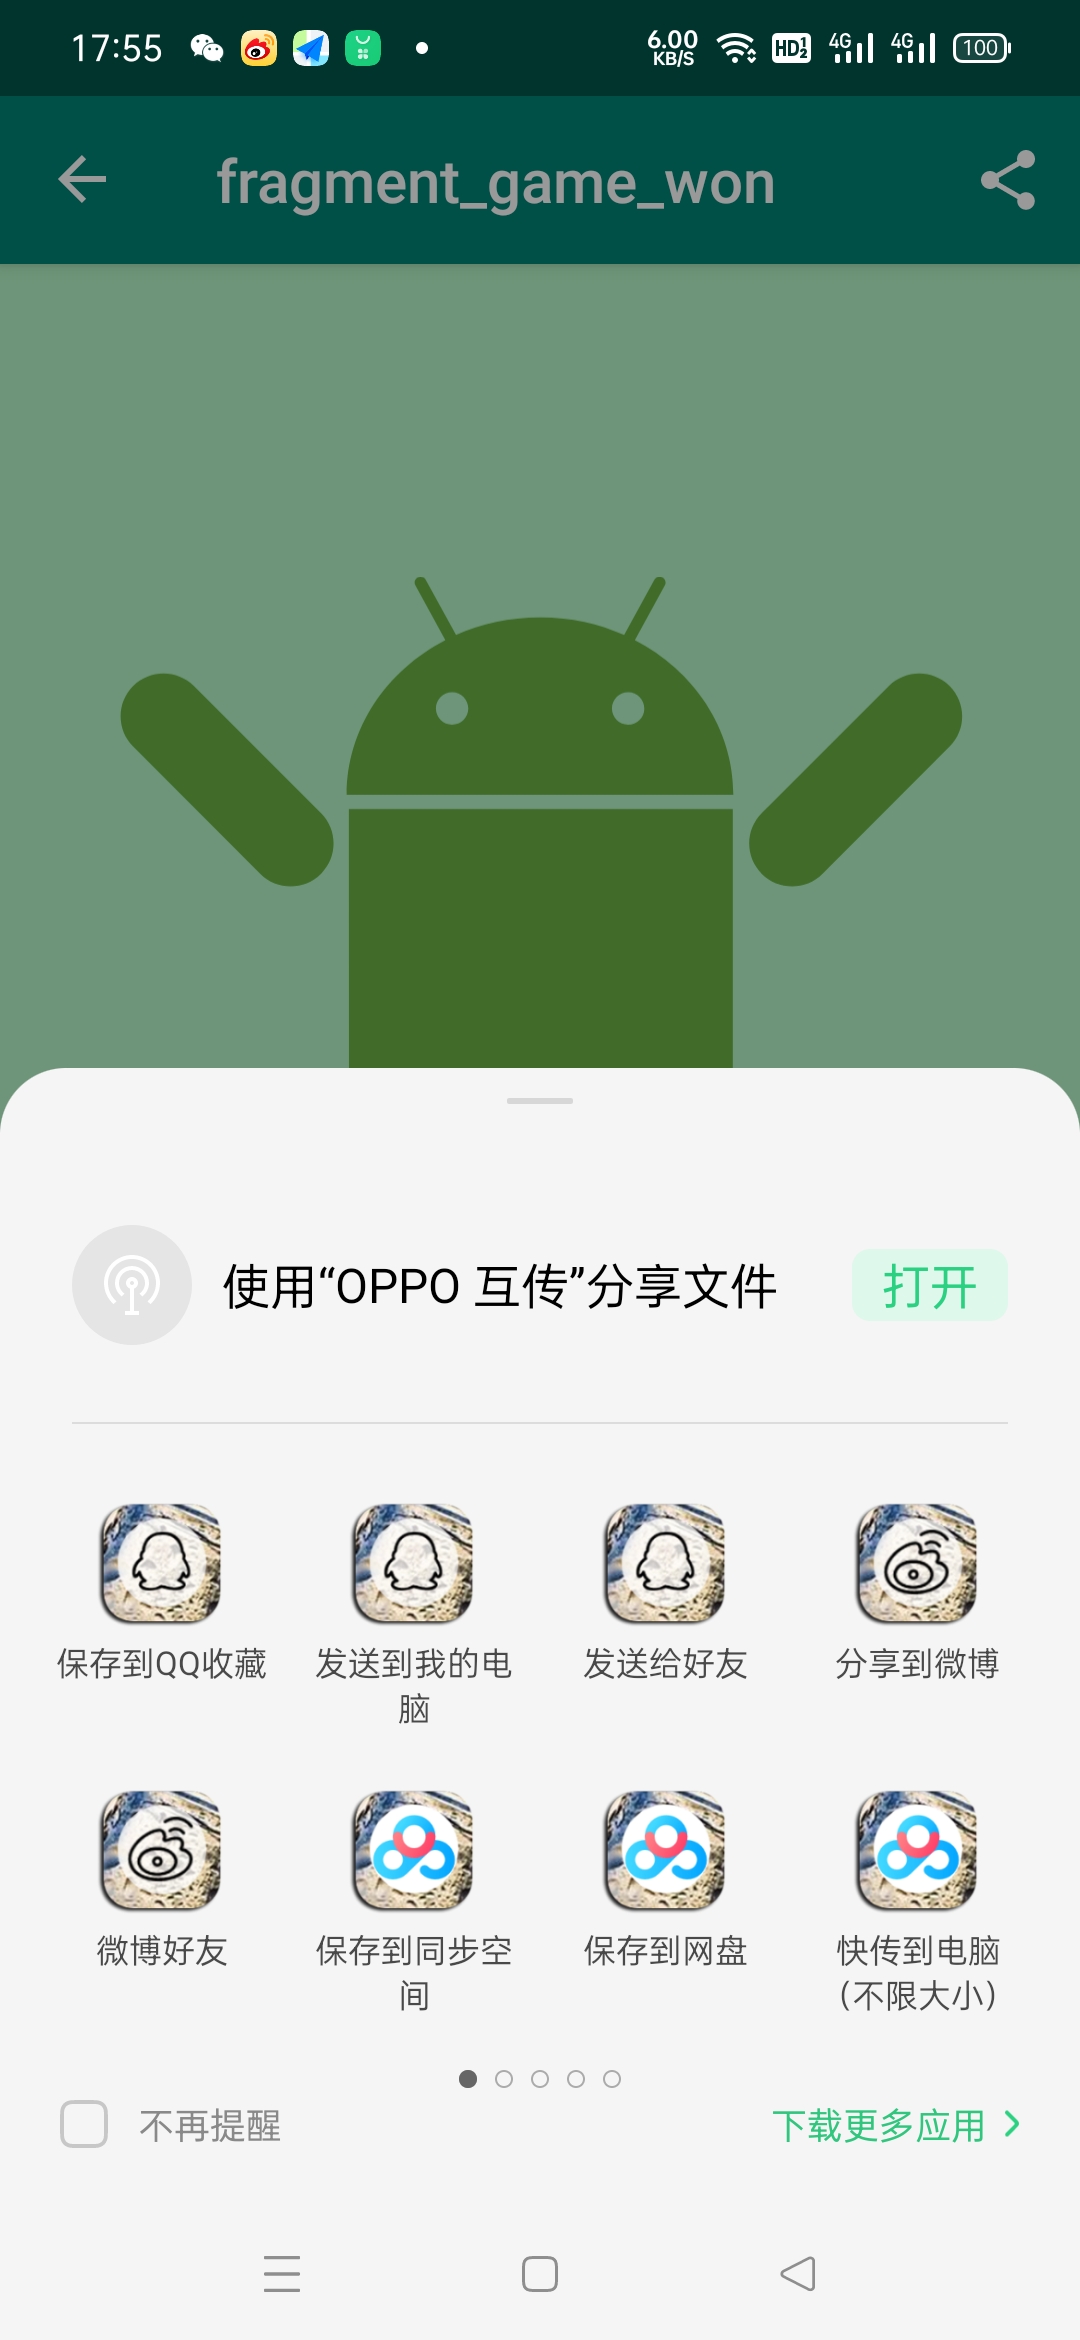 17:55
6.00
KB/S
HD12
4G
4G
100
fragment_game_won
使用“OPPO 互传”分享文件
打开
保存到QQ收藏
发送到我的电
脑
发送给好友
分享到微博
微博好友
保存到同步空
间
保存到网盘
快传到电脑
（不限大小）
不再提醒
下载更多应用